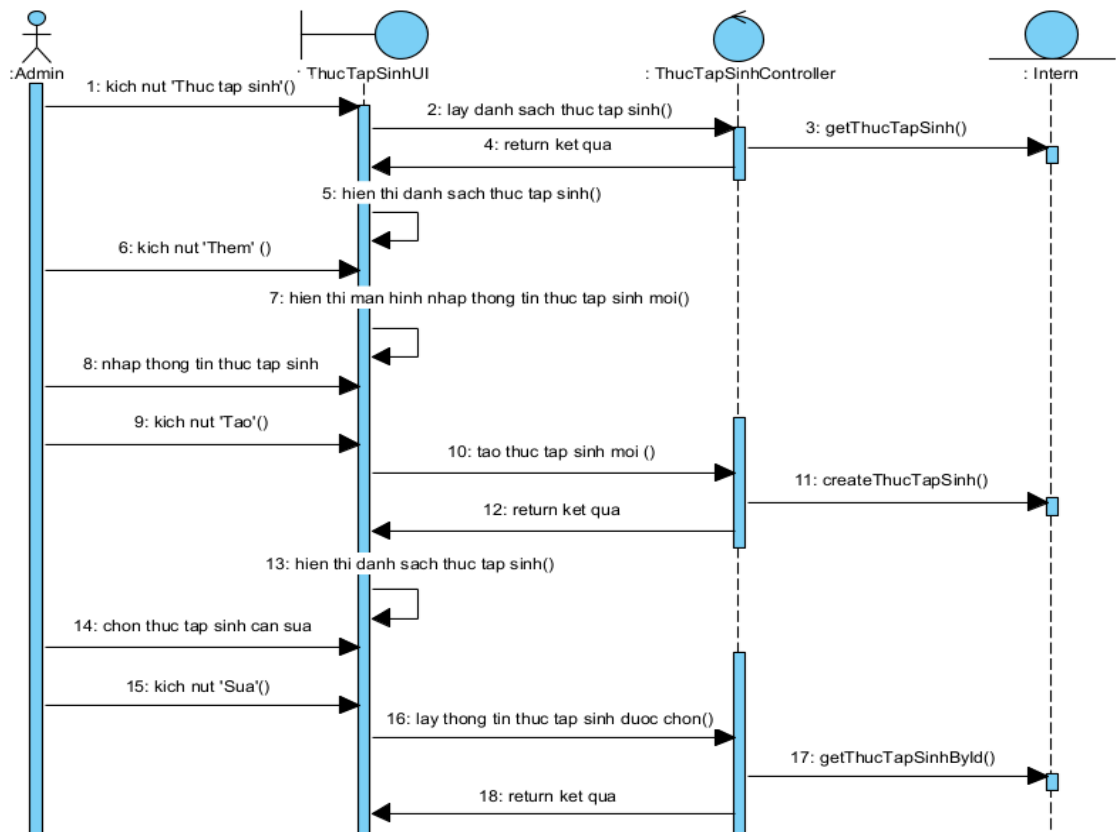 :Admin
: ThucTapSinhUI
: ThucTapSinhController
: Intern
1: kich nut 'Thuc tap sinh'()
2: lay danh sach thuc tap sinh()
3: getThucTapSinh()
4: return ket qua
5: hien thi danh sach thuc tap sinh()
6: kich nut 'Them' ()
7: hien thi man hinh nhap thong tin thuc tap sinh moi()
8: nhap thong tin thuc tap sinh
9: kich nut 'Tao'()
10: tao thuc tap sinh moi ()
11: createThucTapSinh()
12: return ket qua
13: hien thi danh sach thuc tap sinh()
14: chon thuc tap sinh can sua
15: kich nut 'Sua'()
16: lay thong tin thuc tap sinh duoc chon()
17: getThucTapSinhById()
18: return ket qua